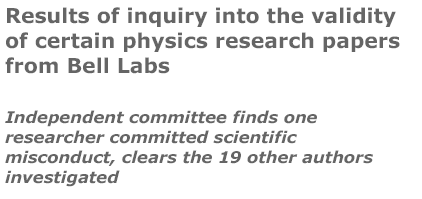 Results of inquiry into the validity
of certain physics research papers
from Bell Labs
Independent committee finds one
researcher committed scientific
misconduct, clears the 19 other authors
investigated